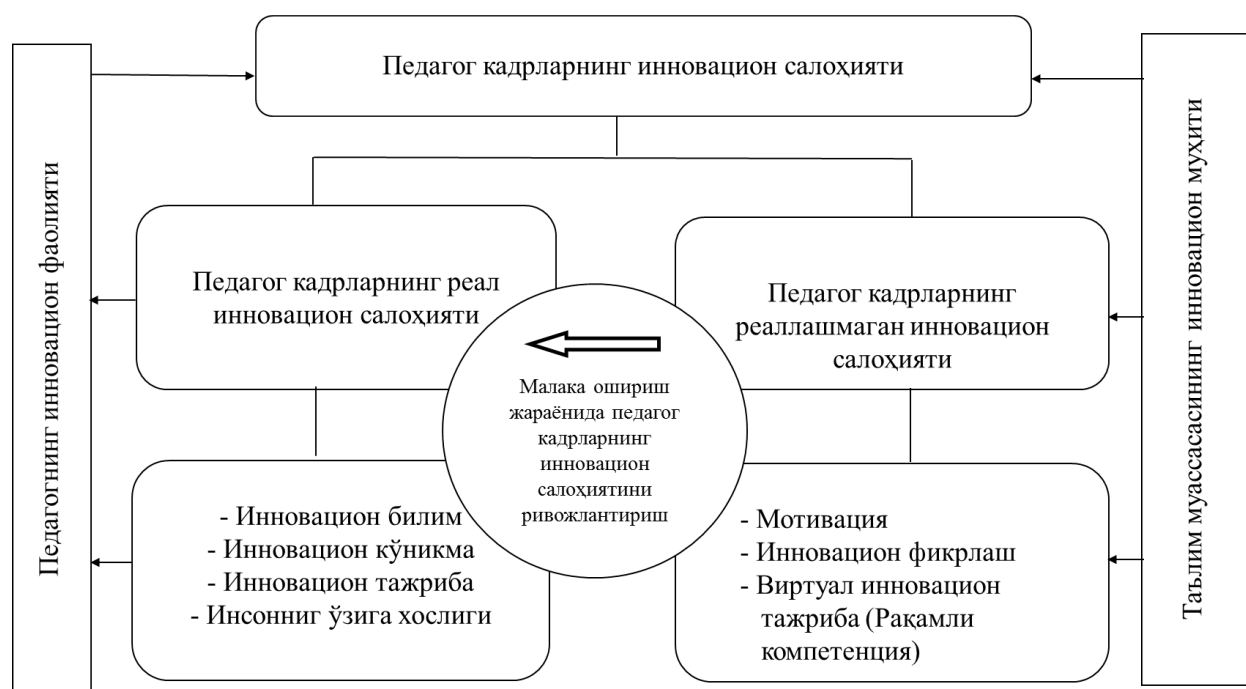 Педагог кадрларнинг инновацион салоҳияти
Педагогнинг инновацион фаолияти
Педагог кадрларнинг реал
инновацион салоҳияти
Педагог кадрларнинг
реаллашмаган инновацион
салоҳияти
Малака ошириш
жараёнида педагог
кадрларнинг
инновацион
салоҳиятини
ривожлантириш
- Инновацион билим
- Инновацион кўникма
- Инновацион тажриба
- Инсонниг ўзига хослиги
- Мотивация
- Инновацион фикрлаш
- Виртуал инновацион
тажриба (Рақамли
компетенция)
Таълим муассасасининг инновацион муҳити